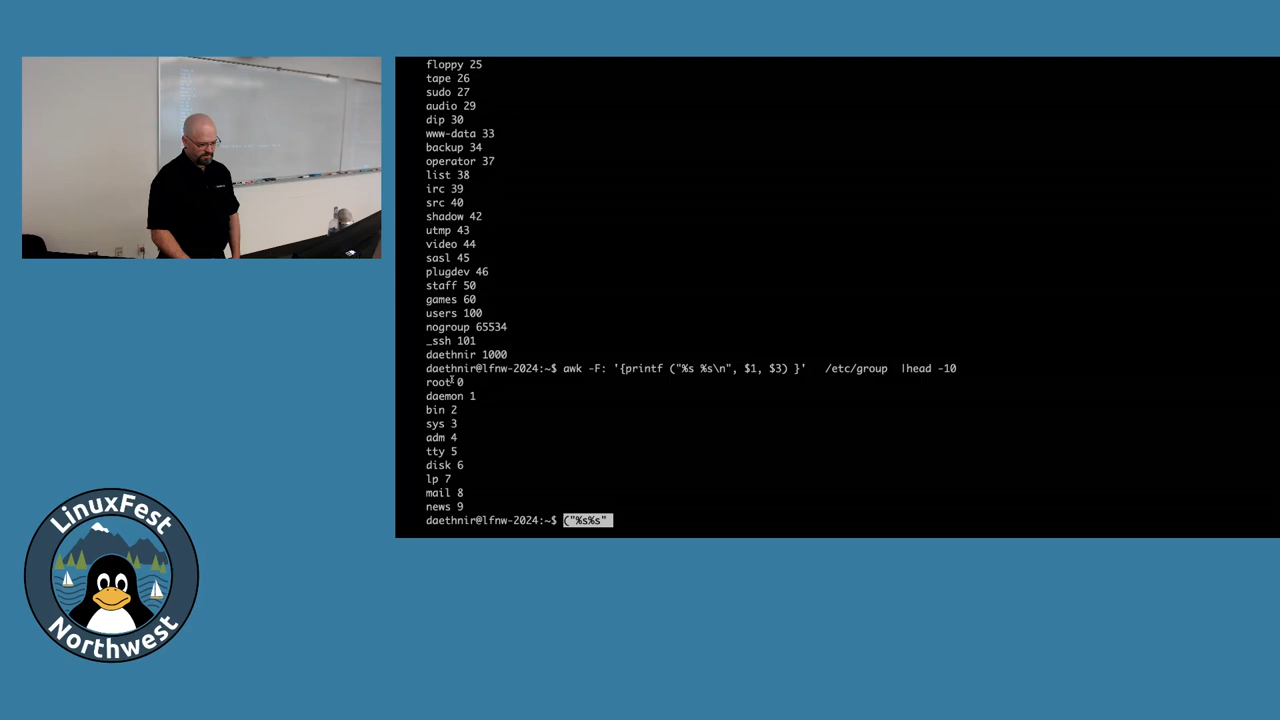 floppy 25
tape 26
sudo 27
audio 29
dip 30
www-data 33
backup 34
operator 37
list 38
irc 39
src 40
shadow 42
utmp 43
video 44
sasl 45
plugdev 46
staff 50
games 60
users 100
nogroup 65534
_ssh 101
daethnir 1000
daethnir@lfnw-2024:~$ awk -F: '{printf ("%s %s\n", $1, $3) }' /etc/group |head -10
root 0
daemon 1
bin 2
sys 3
adm 4
tty 5
disk 6
lp 7
mail 8
news 9
daethnir@lfnw-2024:~$ ("%s%s"
LinuxFest
Northwest